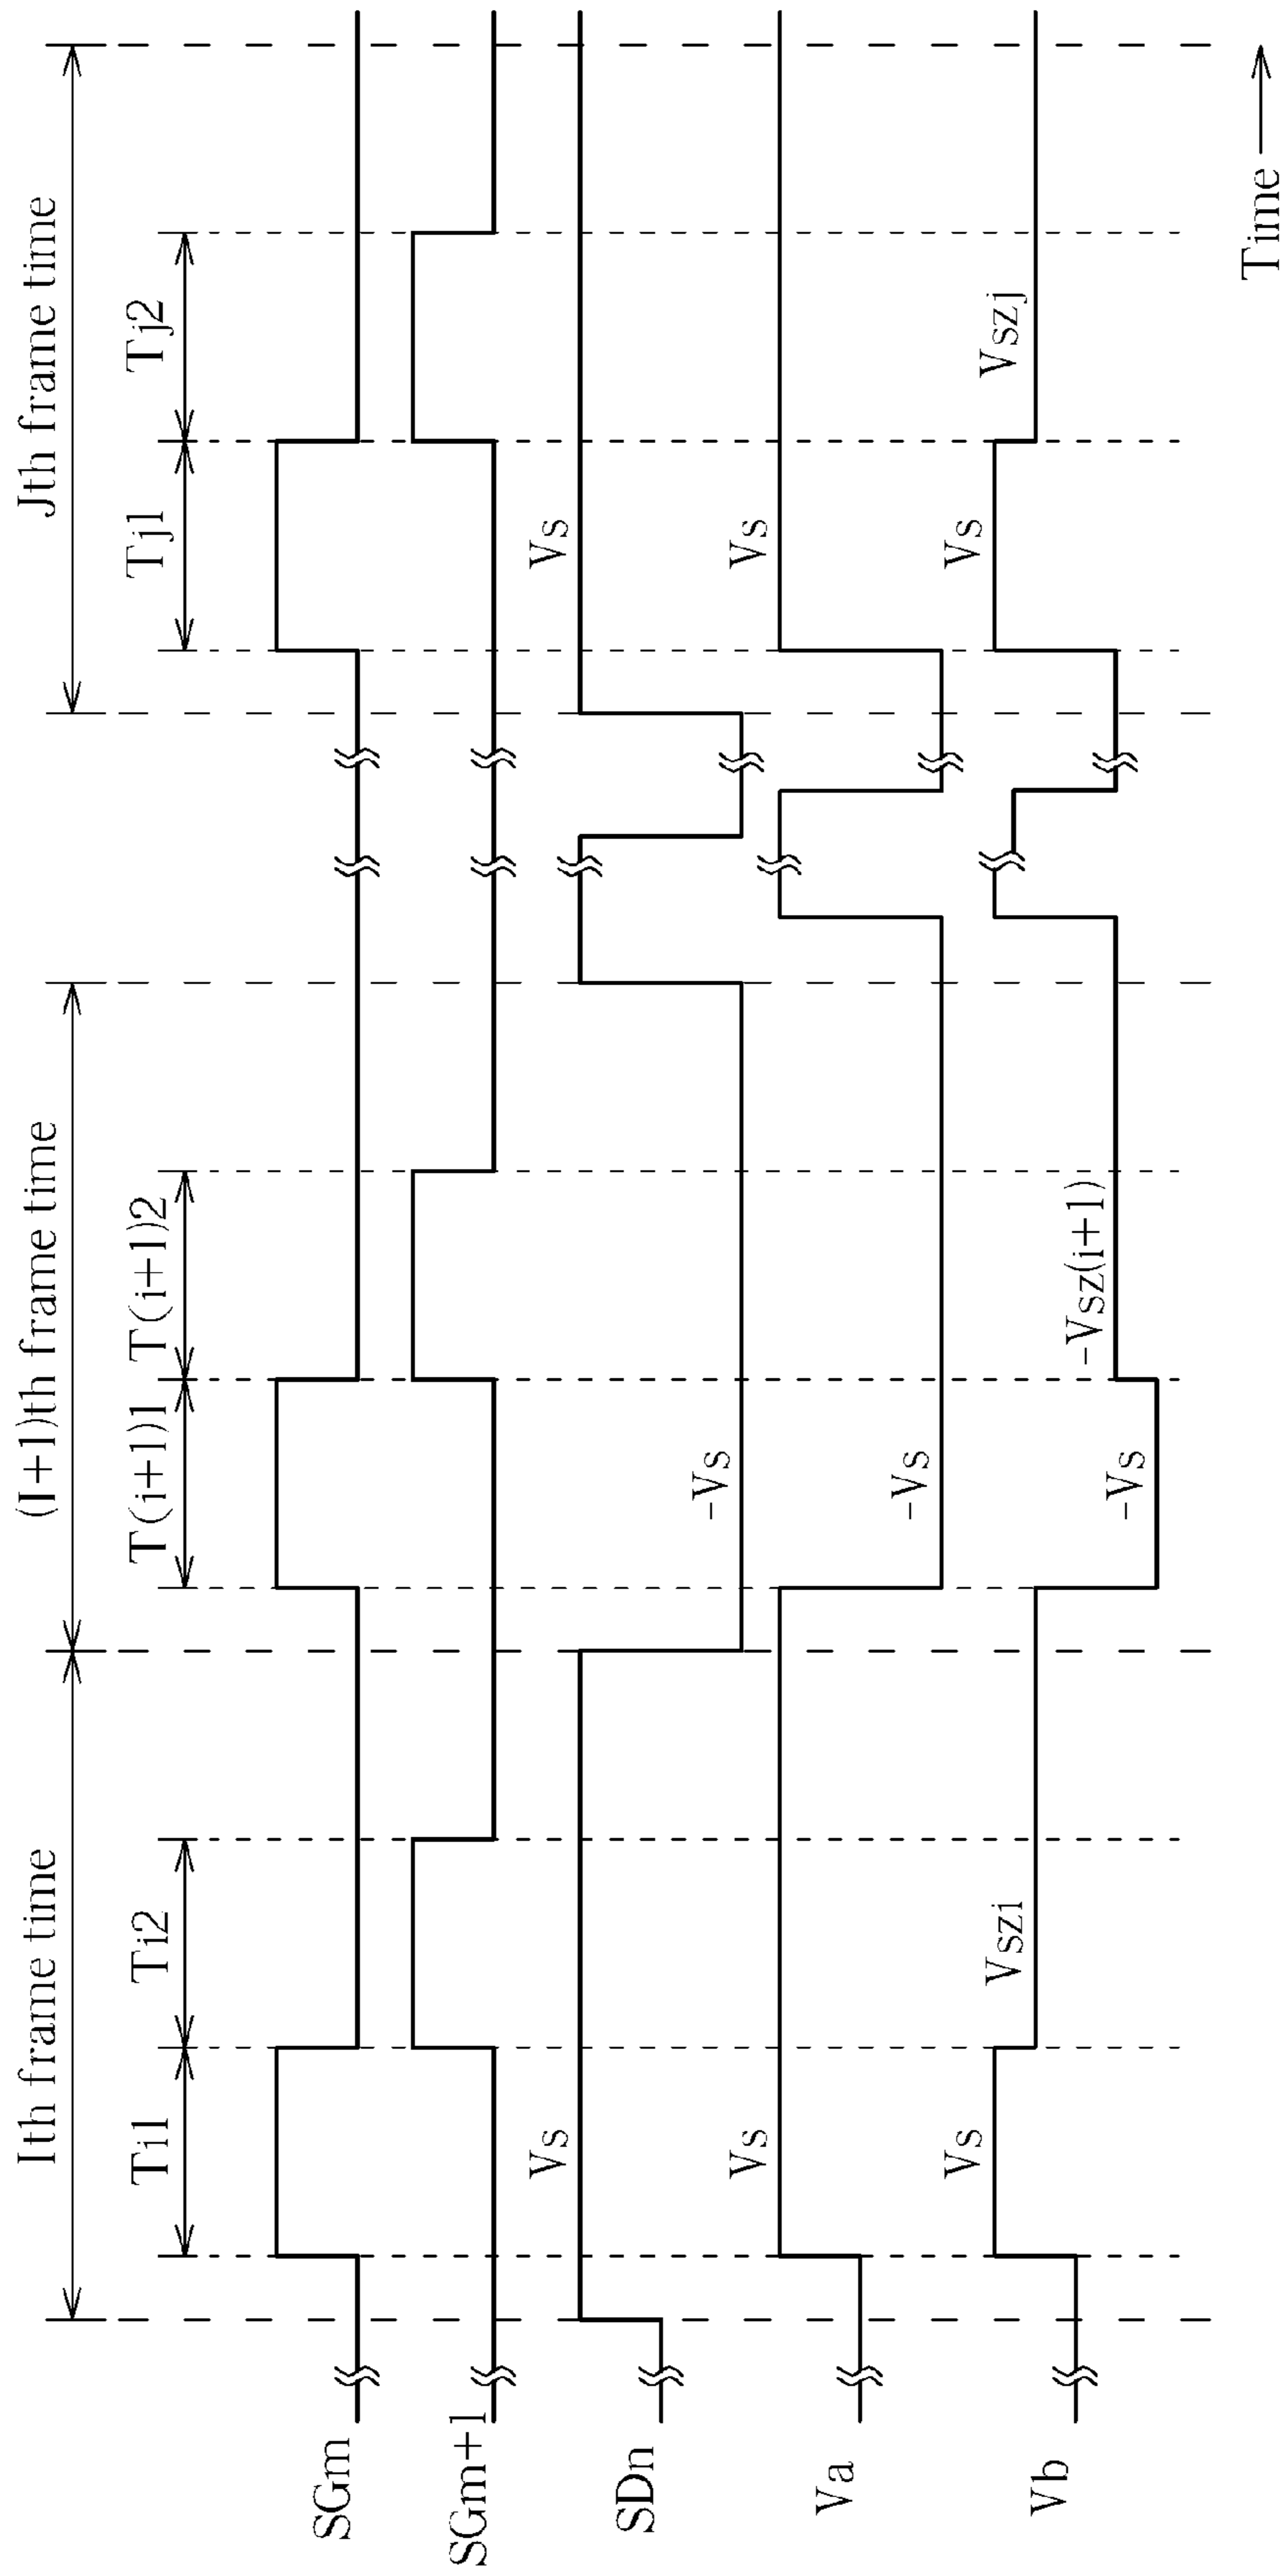 Ith frame time
(I+1)th frame time
Jth frame time
Ti1
Ti2
T(i+1)1
T(i+1)2
Tj1
Tj2
SGm
SGm+1
SDn
Vs
-Vs
Vs
Va
Vs
-Vs
Vs
Vb
Vs
Vszi
-Vs
-Vsz(i+1)
Vs
Vszj
Time